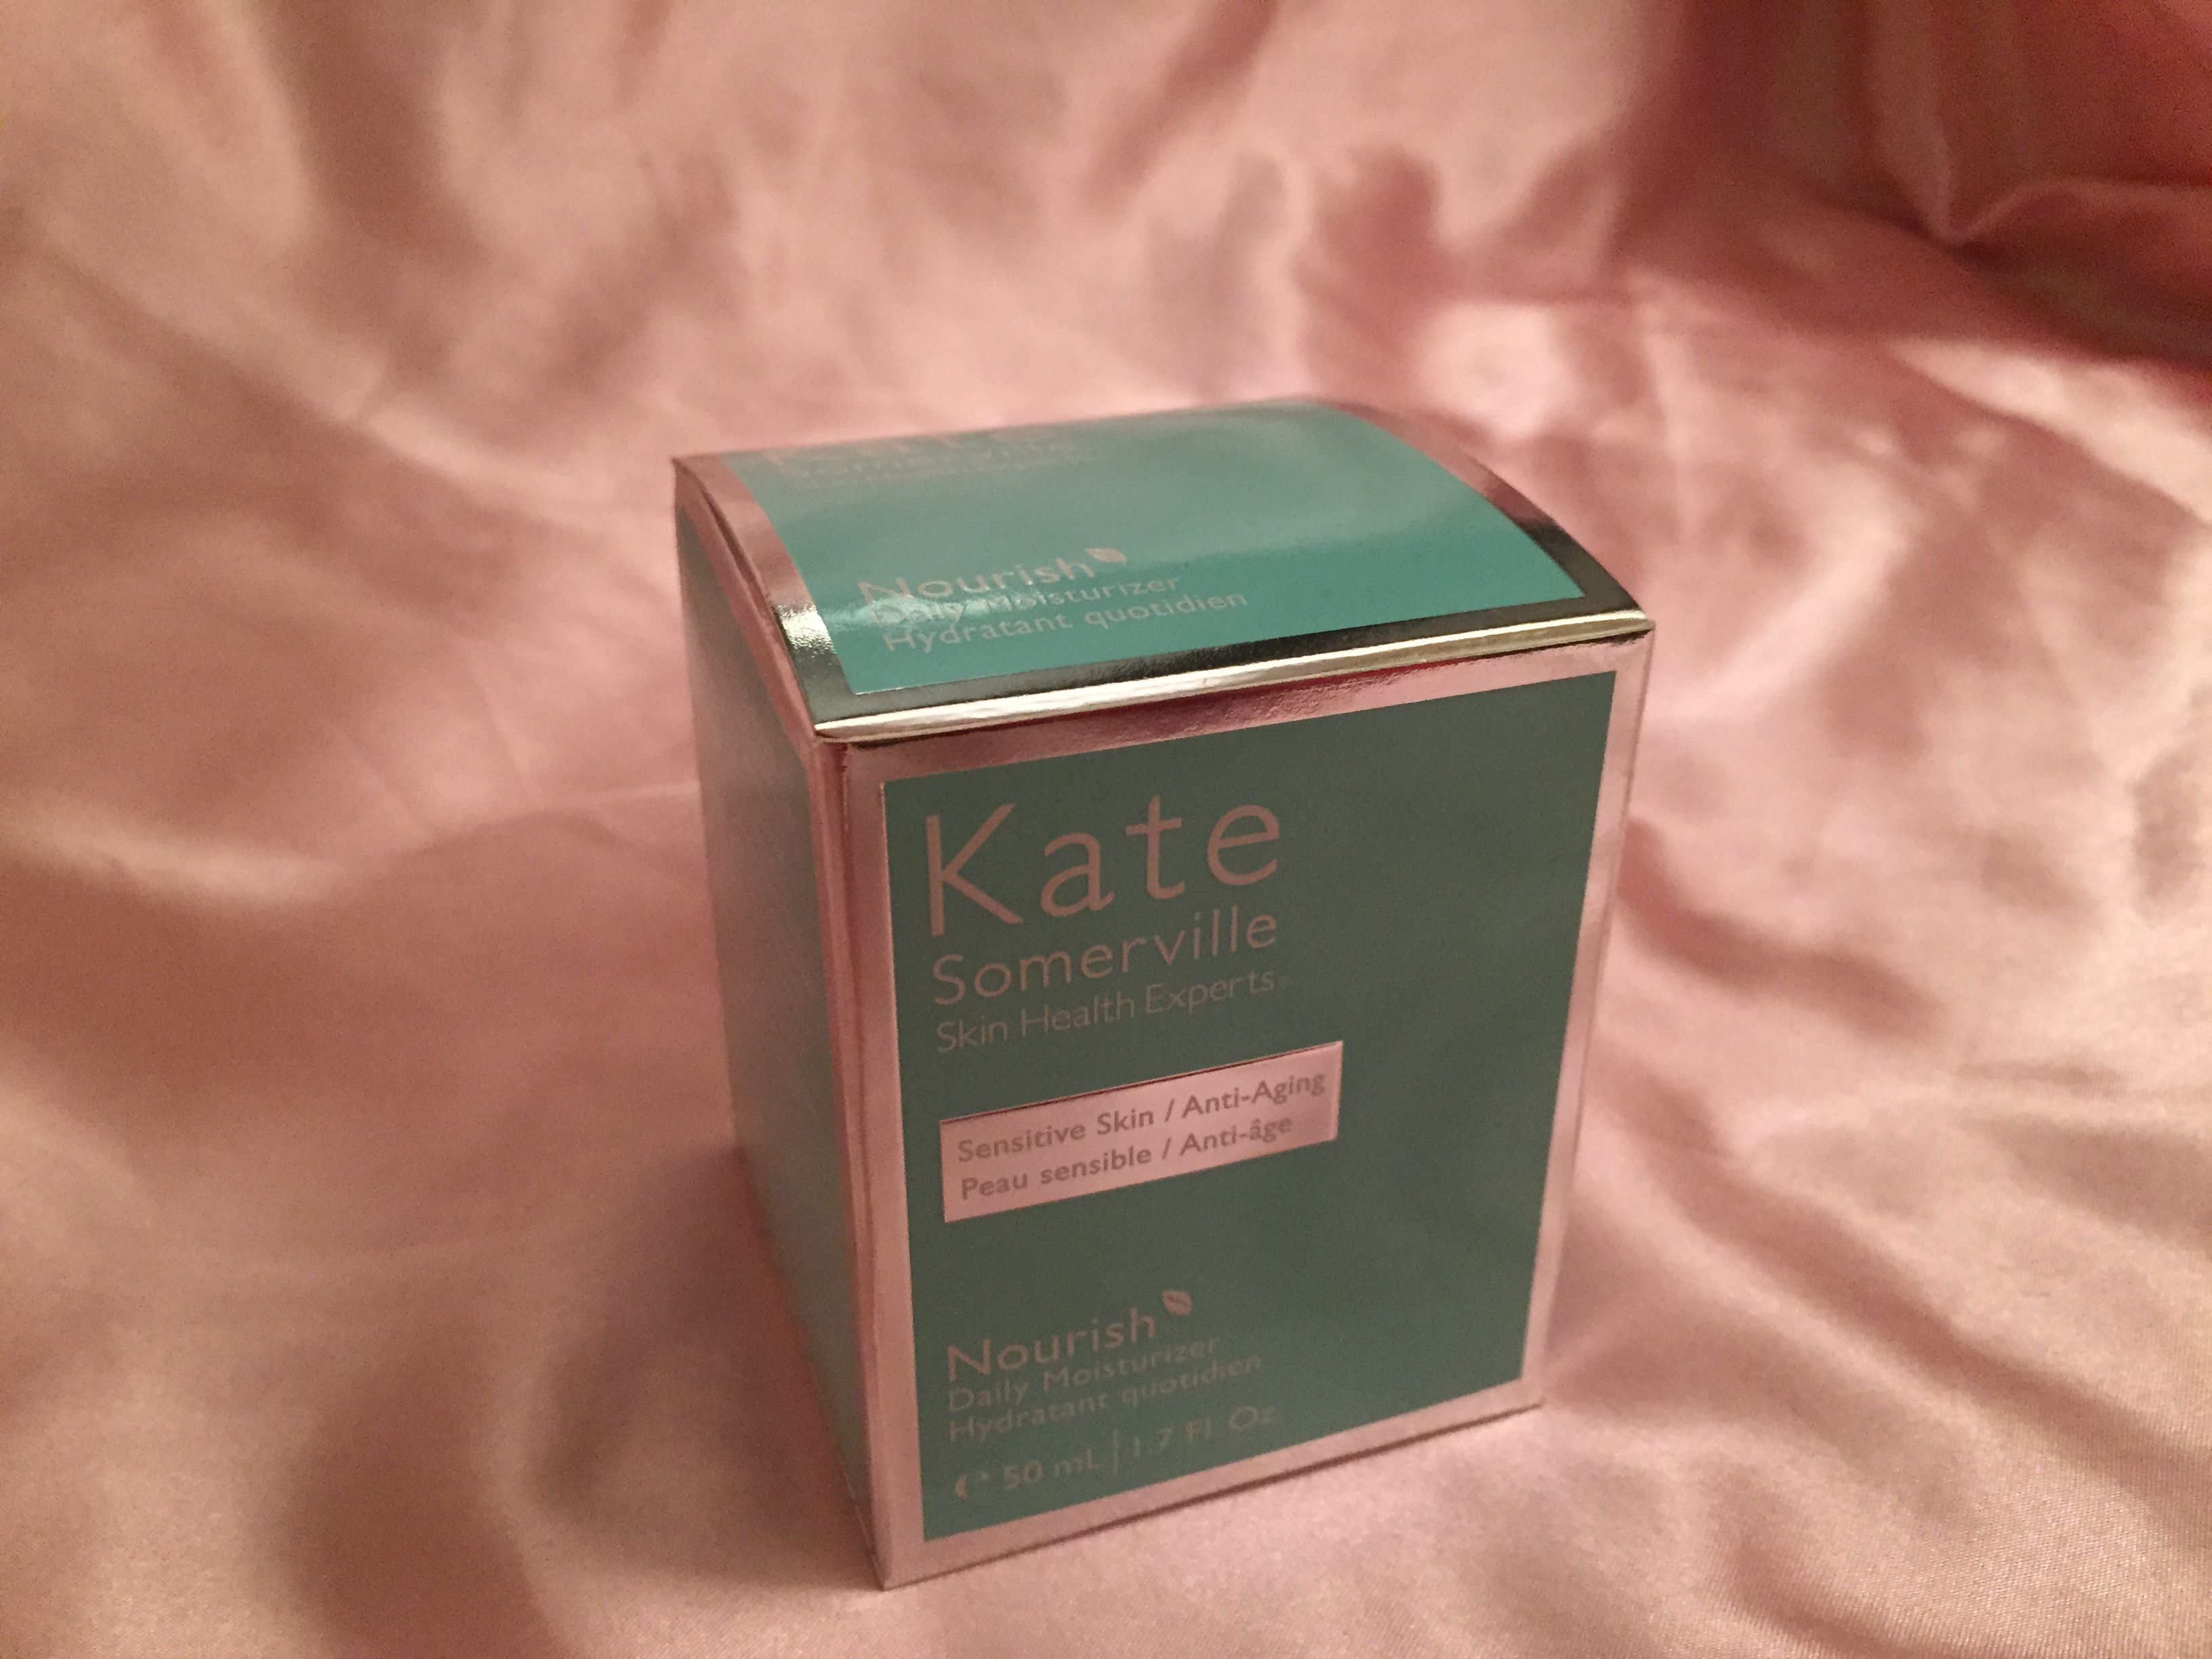 Somerville
Nourish
Daily Moisturizer
Hydratant quotidien
Kate
Somerville
Skin Health Experts
Sensitive Skin / Anti-Aging
Peau sensible / Anti-âge
Nourish
Daily Moisturizer
Hydratant quotidien
50 mL | 1.7 Fl Oz